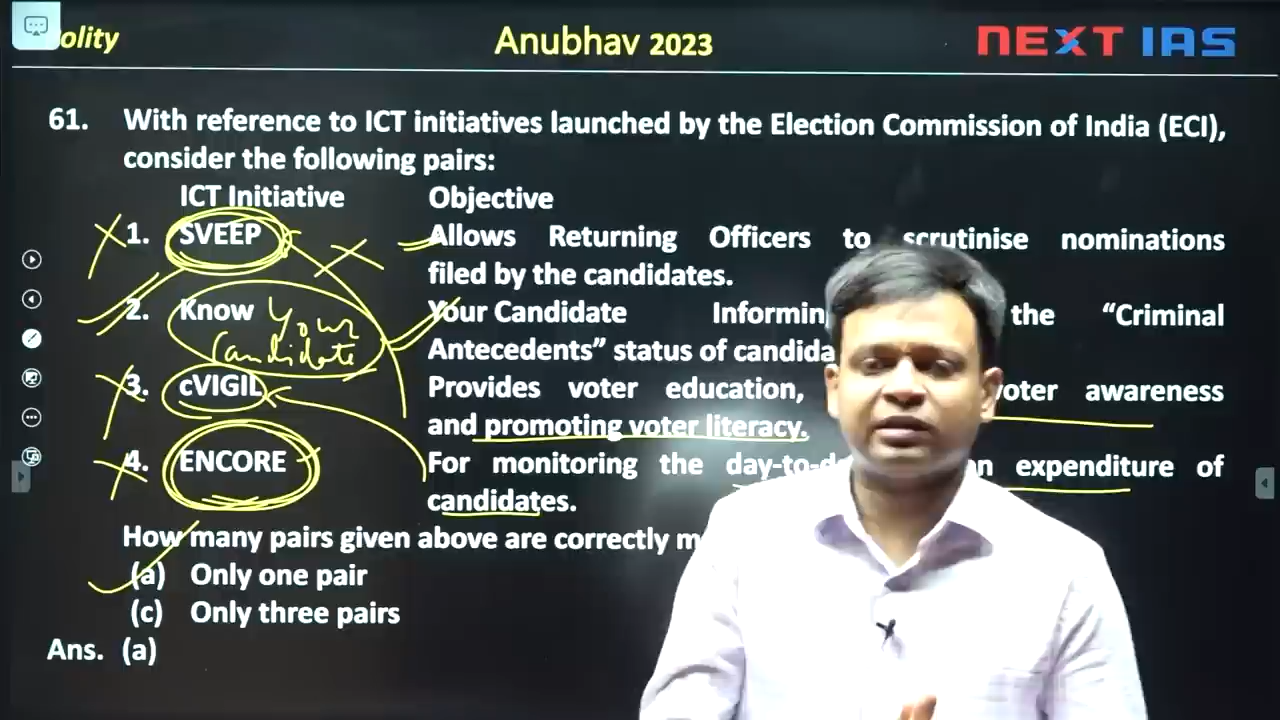 olity
Anubhav 2023
NEXT IAS
61. With reference to ICT initiatives launched by the Election Commission of India (ECI),
consider the following pairs:
ICT Initiative Objective
1. SVEEP Allows Returning Officers to scrutinise nominations
filed by the candidates.
2. Know Your Candidate Informing the “Criminal
Your
Candidate
Antecedents” status of candida
3. cVIGIL Provides voter education, voter awareness
and promoting voter literacy.
4. ENCORE For monitoring the day-to-d expenditure of
candidates.
How many pairs given above are correctly m
(a) Only one pair
(c) Only three pairs
Ans. (a)